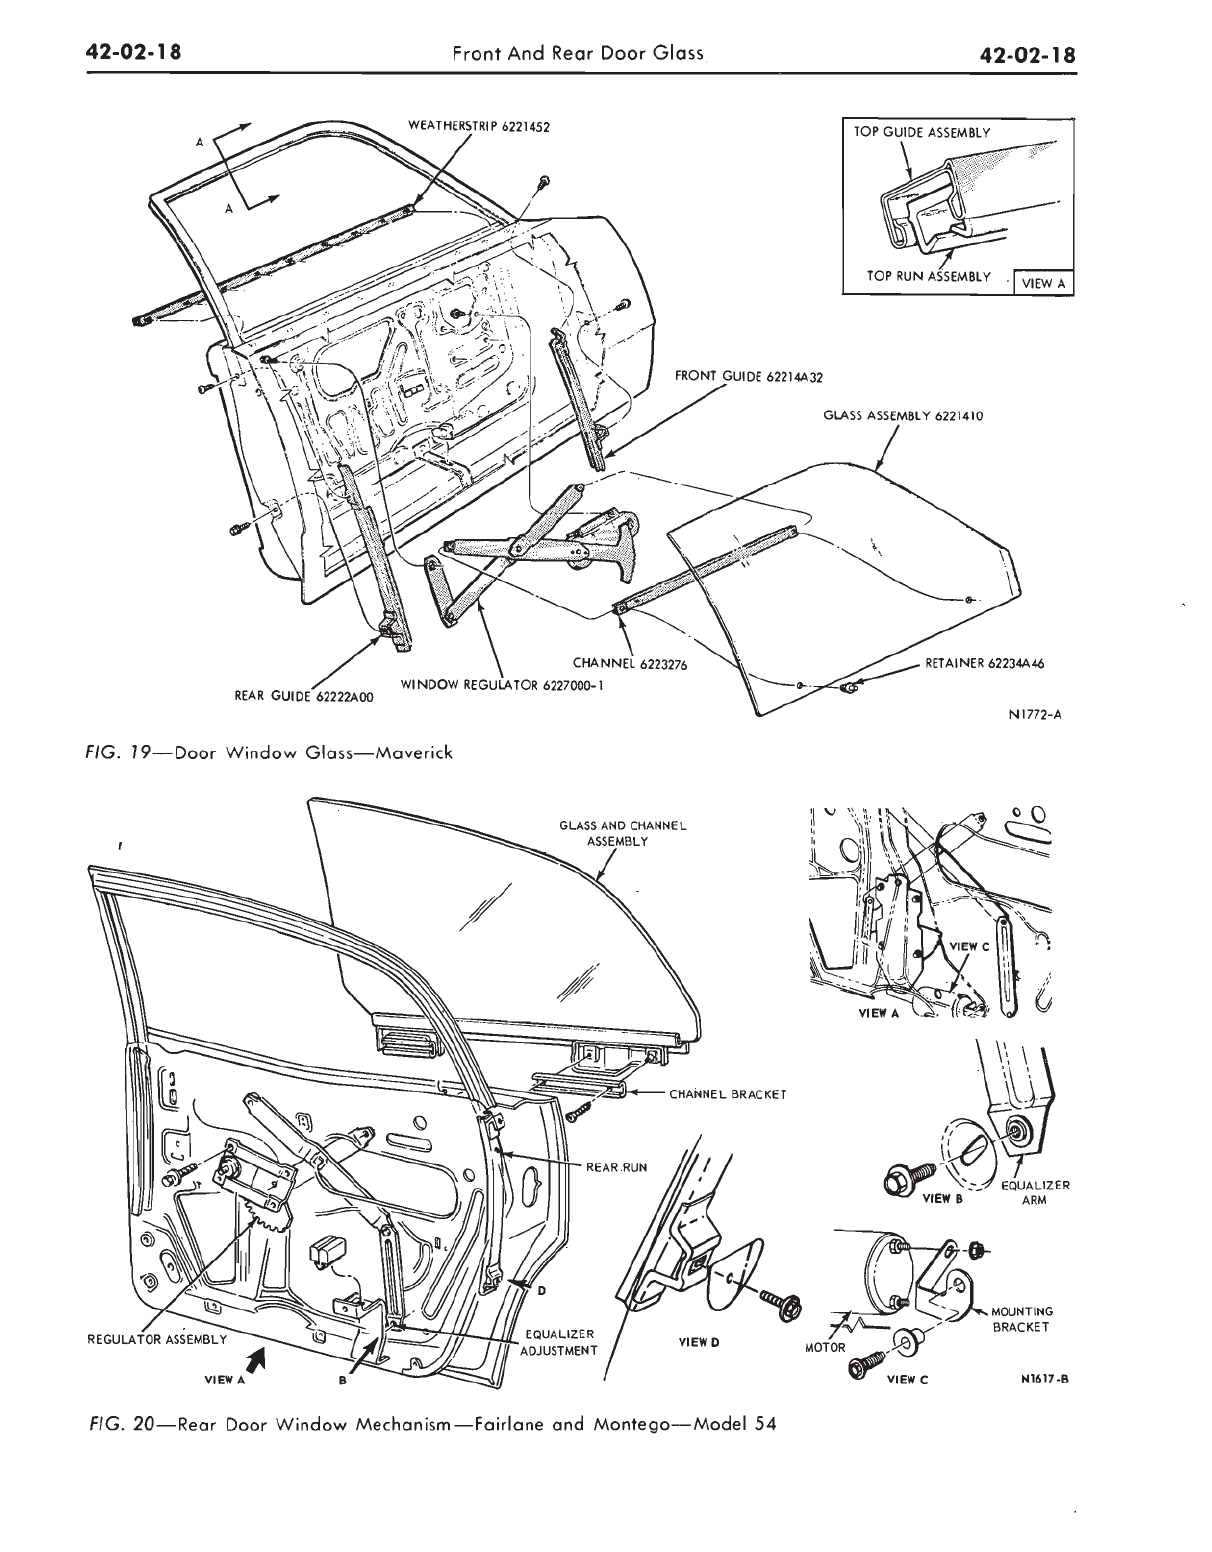 42-02-18 Front And Rear Door Glass 42-02-18
WEATHERSTRIP 6221452
A
A
TOP GUIDE ASSEMBLY
TOP RUN ASSEMBLY
VIEW A
FRONT GUIDE 62214A32
GLASS ASSEMBLY 6221410
CHANNEL 6223276
RETAINER 62234A46
WINDOW REGULATOR 6227000-1
REAR GUIDE 62222A00
N1772-A
FIG. 19—Door Window Glass—Maverick
GLASS AND CHANNEL
ASSEMBLY
VIEW C
VIEW A
CHANNEL BRACKET
REAR RUN
EQUALIZER
ARM
VIEW B
D
MOUNTING
BRACKET
REGULATOR ASSEMBLY
EQUALIZER
ADJUSTMENT
VIEW D
MOTOR
VIEW A
B
VIEW C
N1617-B
FIG. 20—Rear Door Window Mechanism—Fairlane and Montego—Model 54